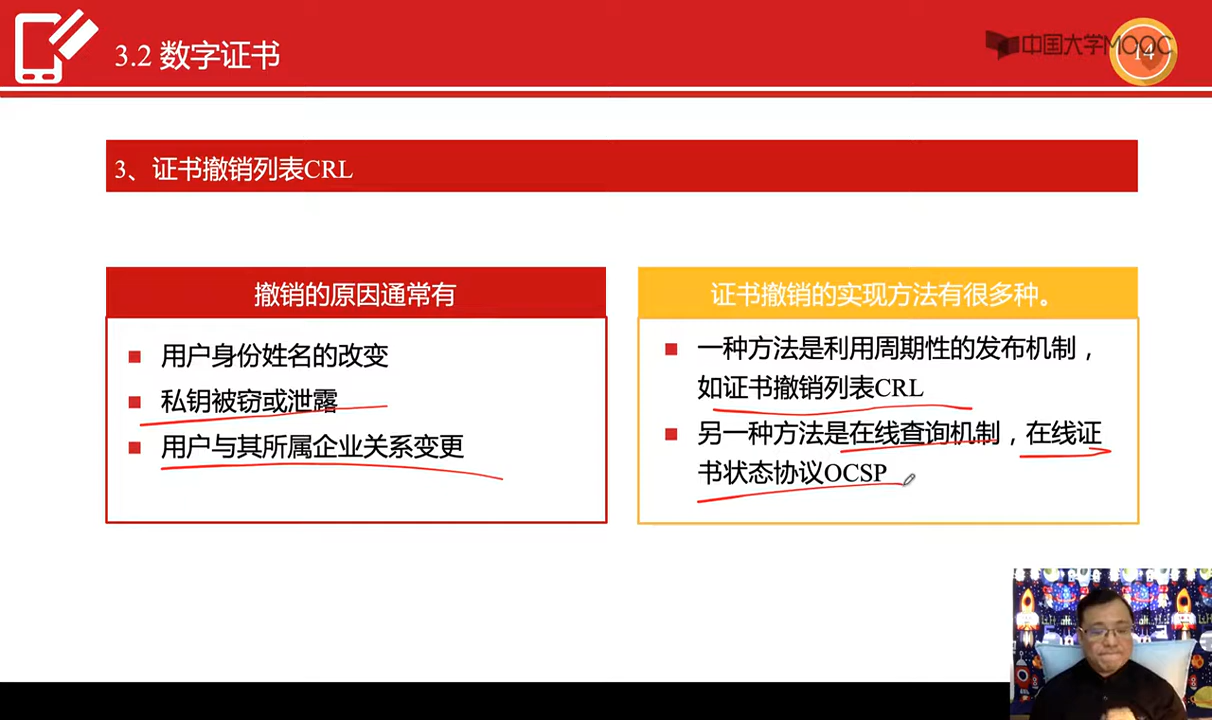 3.2 数字证书
中国大学MOOC
14
3、证书撤销列表CRL
撤销的原因通常有
用户身份姓名的改变
私钥被窃或泄露
用户与其所属企业关系变更
证书撤销的实现方法有很多种。
一种方法是利用周期性的发布机制，
如证书撤销列表CRL
另一种方法是在线查询机制，在线证
书状态协议OCSP